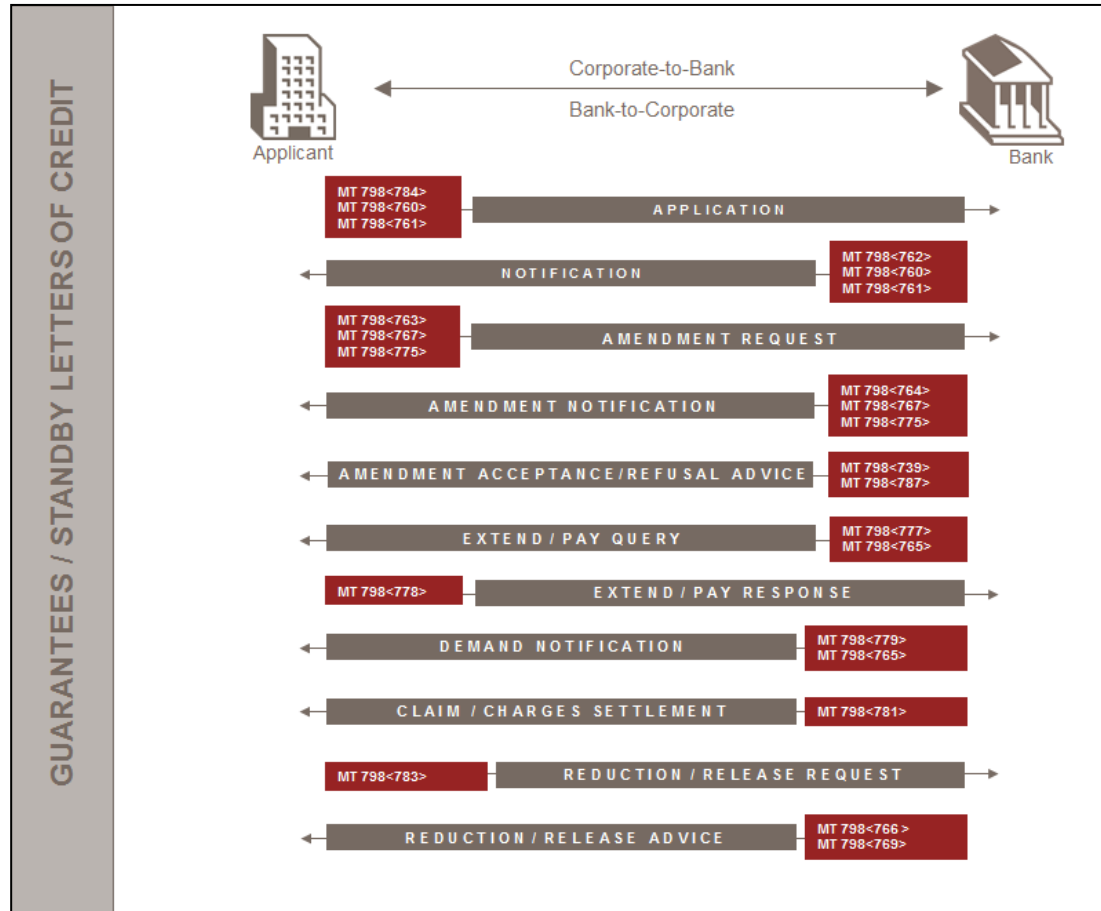 GUARANTEES / STANDBY LETTERS OF CREDIT
Corporate-to-Bank
Bank-to-Corporate
Applicant
Bank
MT 798<784>
MT 798<760>
MT 798<761>
APPLICATION
NOTIFICATION
MT 798<762>
MT 798<760>
MT 798<761>
MT 798<763>
MT 798<767>
MT 798<775>
AMENDMENT REQUEST
AMENDMENT NOTIFICATION
MT 798<764>
MT 798<767>
MT 798<775>
AMENDMENT ACCEPTANCE/REFUSAL ADVICE
MT 798<739>
MT 798<787>
EXTEND / PAY QUERY
MT 798<777>
MT 798<765>
MT 798<778>
EXTEND / PAY RESPONSE
DEMAND NOTIFICATION
MT 798<779>
MT 798<765>
CLAIM / CHARGES SETTLEMENT
MT 798<781>
MT 798<783>
REDUCTION / RELEASE REQUEST
REDUCTION / RELEASE ADVICE
MT 798<766 >
MT 798<769>